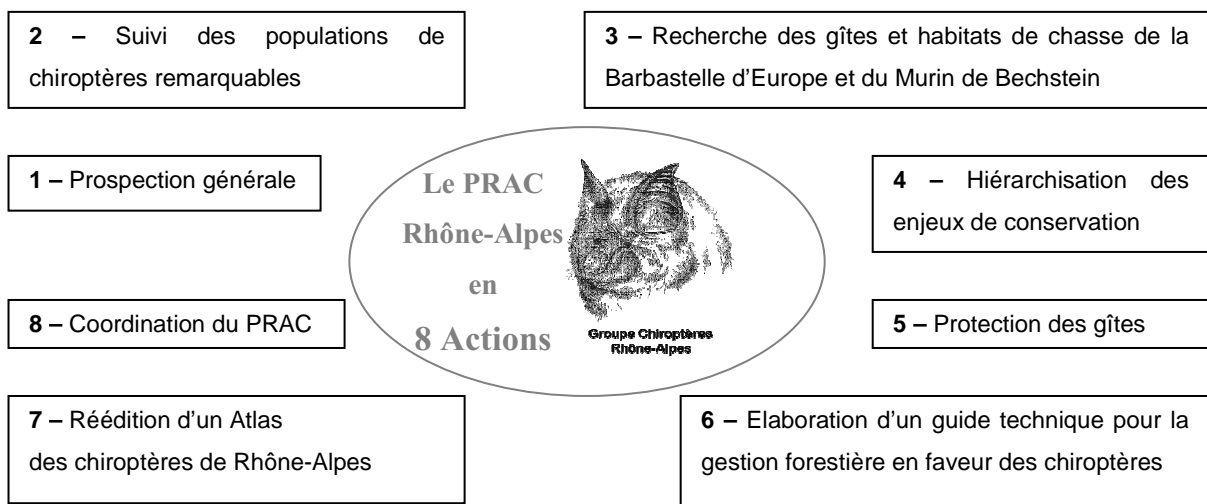 2 – Suivi des populations de
chiroptères remarquables
3 – Recherche des gîtes et habitats de chasse de la
Barbastelle d'Europe et du Murin de Bechstein
1 – Prospection générale
Le PRAC
Rhône-Alpes
en
8 Actions
Groupe Chiroptères
Rhône-Alpes
4 – Hiérarchisation des
enjeux de conservation
8 – Coordination du PRAC
5 – Protection des gîtes
7 – Réédition d'un Atlas
des chiroptères de Rhône-Alpes
6 – Elaboration d'un guide technique pour la
gestion forestière en faveur des chiroptères